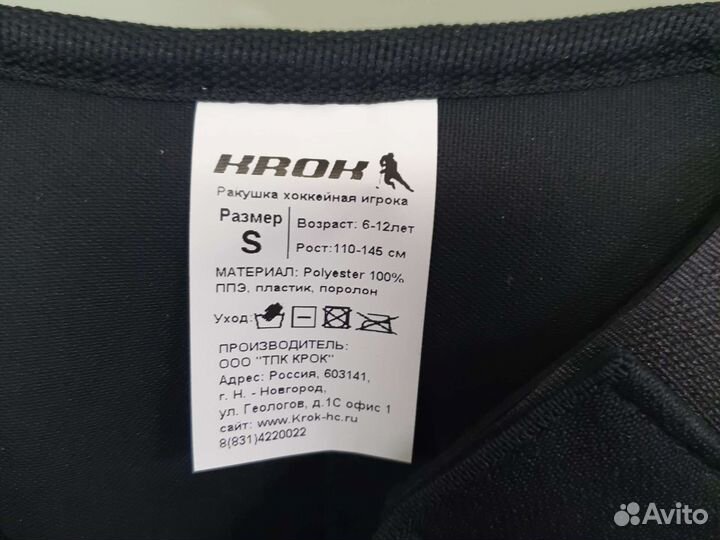 KROK
Ракушка хоккейная игрока
Размер
S
Возраст: 6-12лет
Рост:110-145 см
МАТЕРИАЛ: Polyester 100%
ППЭ, пластик, поролон
Уход:
ПРОИЗВОДИТЕЛЬ:
ООО "ТПК КРОК"
Адрес: Россия, 603141,
г. Н. - Новгород,
ул. Геологов, д.1С офис 1
сайт: www.Krok-hc.ru
8(831)4220022
Avito